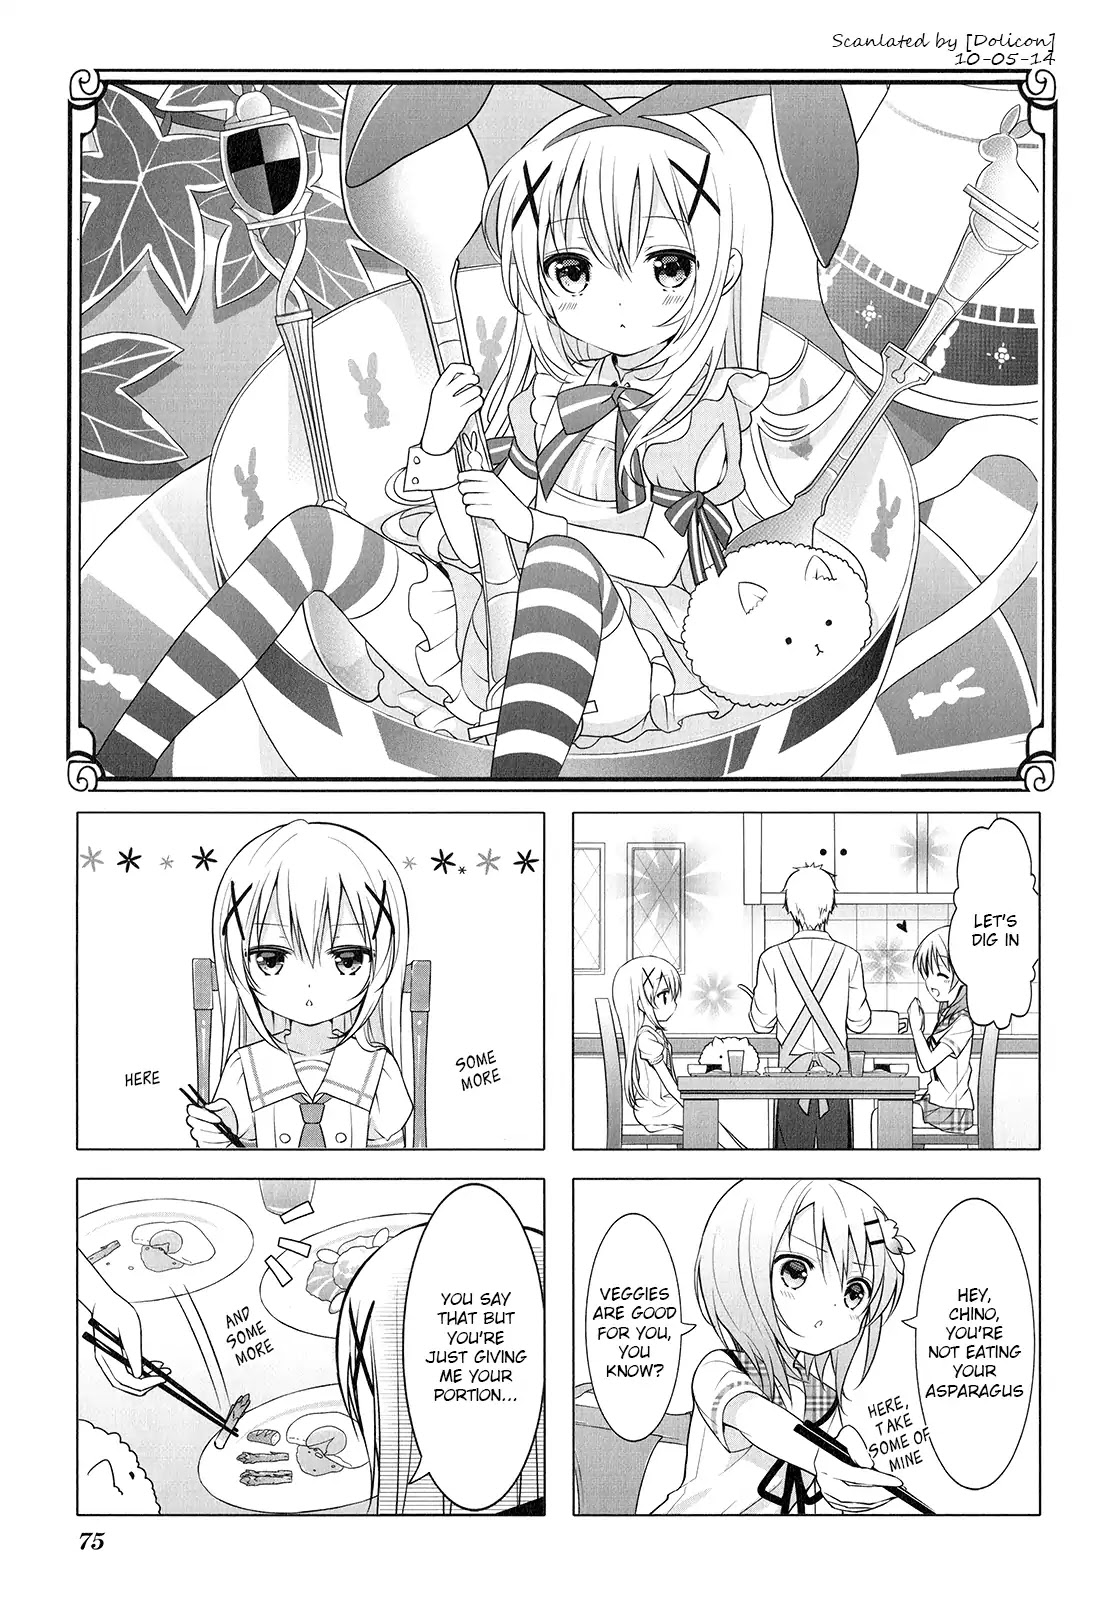 Scanlated by [Dolicon]
10-05-14
LET'S
DIG IN
HEY,
CHINO,
YOU'RE
NOT EATING
YOUR
ASPARAGUS
HERE,
TAKE
SOME OF
MINE
VEGGIES
ARE GOOD
FOR YOU,
YOU
KNOW?
SOME
MORE
HERE
YOU SAY
THAT BUT
YOU'RE
JUST GIVING
ME YOUR
PORTION...
AND
SOME
MORE
75